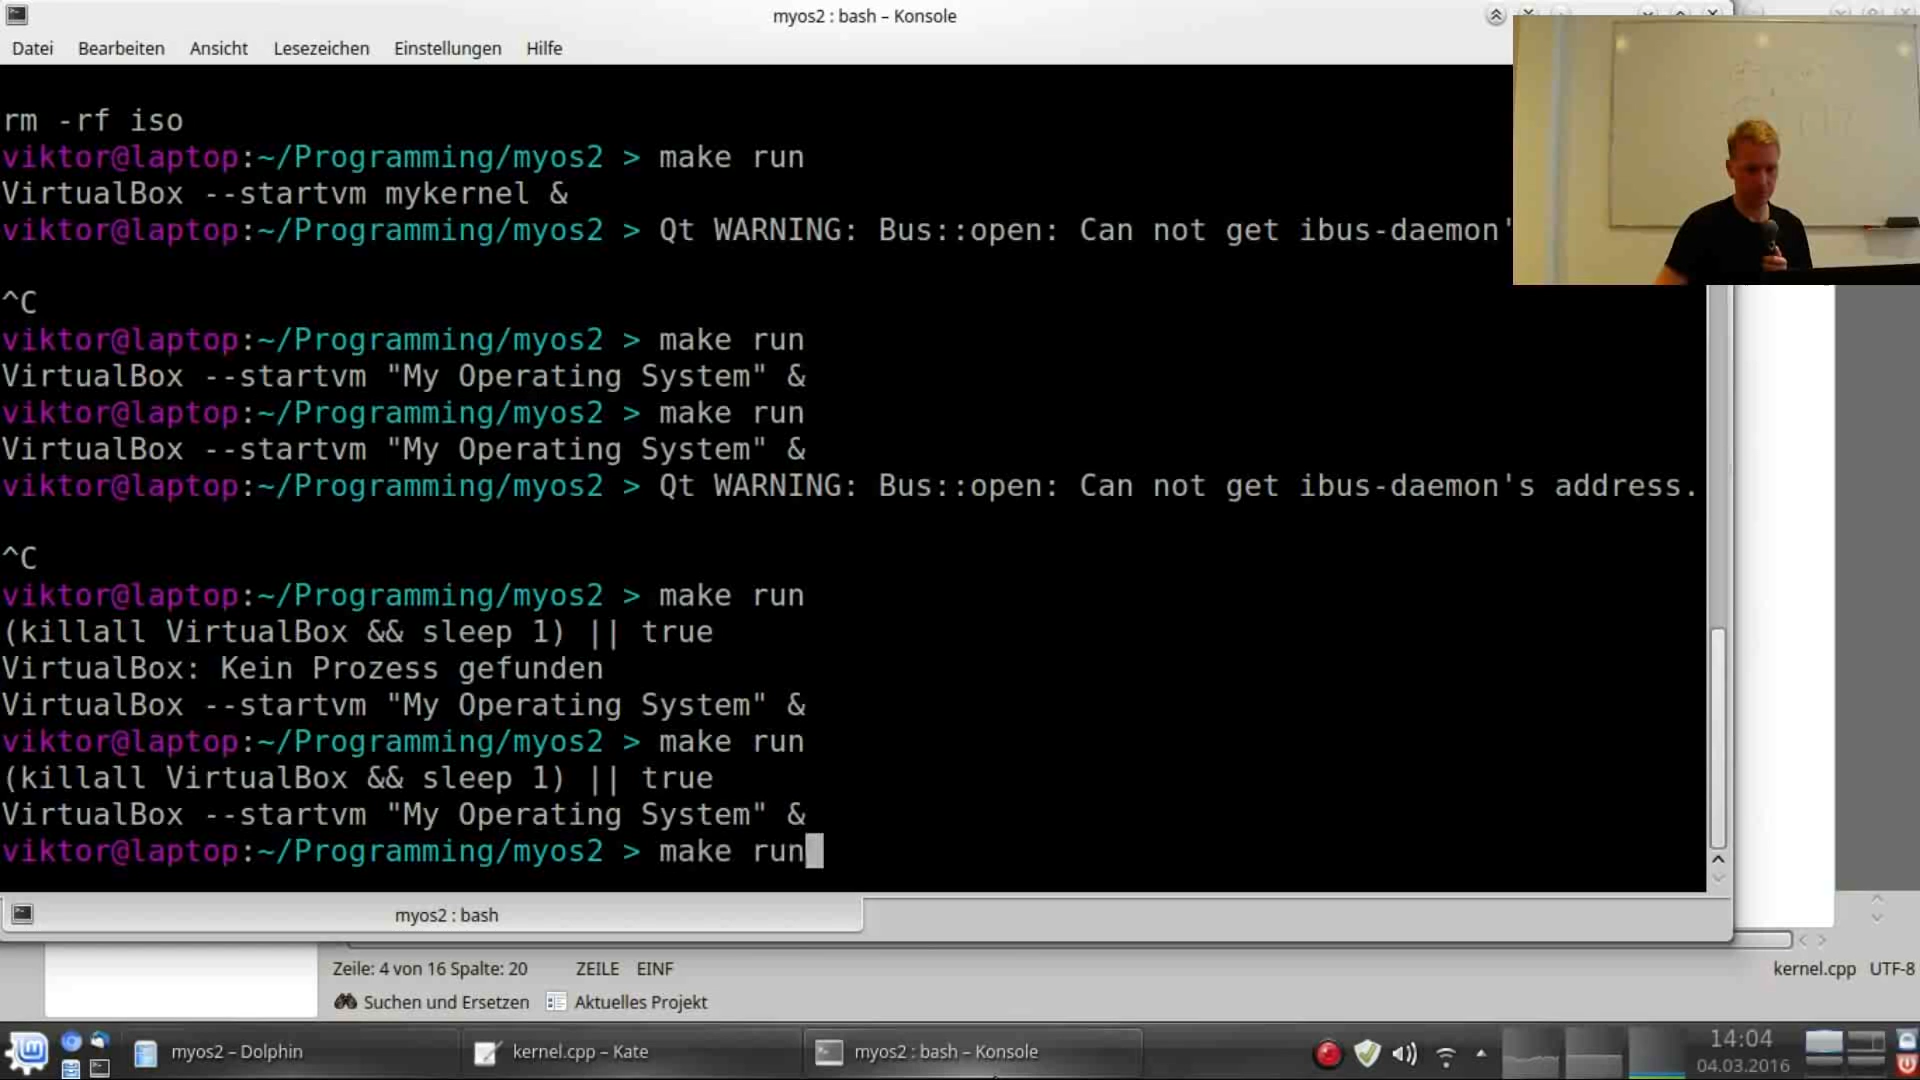 myos2 : bash – Konsole
Datei Bearbeiten Ansicht Lesezeichen Einstellungen Hilfe
rm -rf iso
viktor@laptop:~/Programming/myos2 > make run
VirtualBox --startvm mykernel &
viktor@laptop:~/Programming/myos2 > Qt WARNING: Bus::open: Can not get ibus-daemon'
^C
viktor@laptop:~/Programming/myos2 > make run
VirtualBox --startvm "My Operating System" &
viktor@laptop:~/Programming/myos2 > make run
VirtualBox --startvm "My Operating System" &
viktor@laptop:~/Programming/myos2 > Qt WARNING: Bus::open: Can not get ibus-daemon's address.
^C
viktor@laptop:~/Programming/myos2 > make run
(killall VirtualBox && sleep 1) || true
VirtualBox: Kein Prozess gefunden
VirtualBox --startvm "My Operating System" &
viktor@laptop:~/Programming/myos2 > make run
(killall VirtualBox && sleep 1) || true
VirtualBox --startvm "My Operating System" &
viktor@laptop:~/Programming/myos2 > make run
myos2 : bash
Zeile: 4 von 16 Spalte: 20 ZEILE EINF kernel.cpp UTF-8
Suchen und Ersetzen Aktuelles Projekt
myos2 – Dolphin kernel.cpp – Kate myos2 : bash – Konsole 14:04
04.03.2016